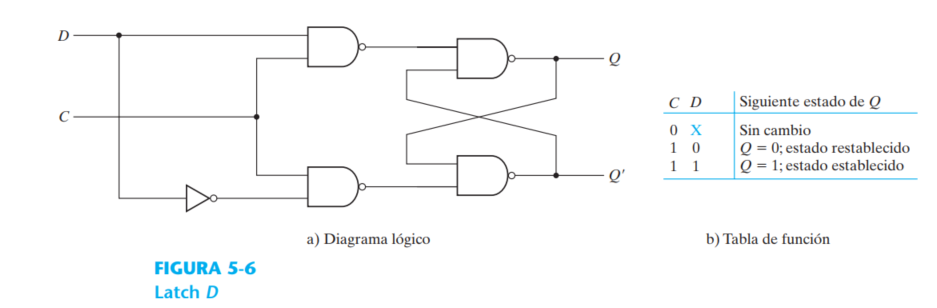 D
C
Q
Q'
a) Diagrama lógico
C D Siguiente estado de Q
0 X Sin cambio
1 0 Q = 0; estado restablecido
1 1 Q = 1; estado establecido
b) Tabla de función
FIGURA 5-6
Latch D